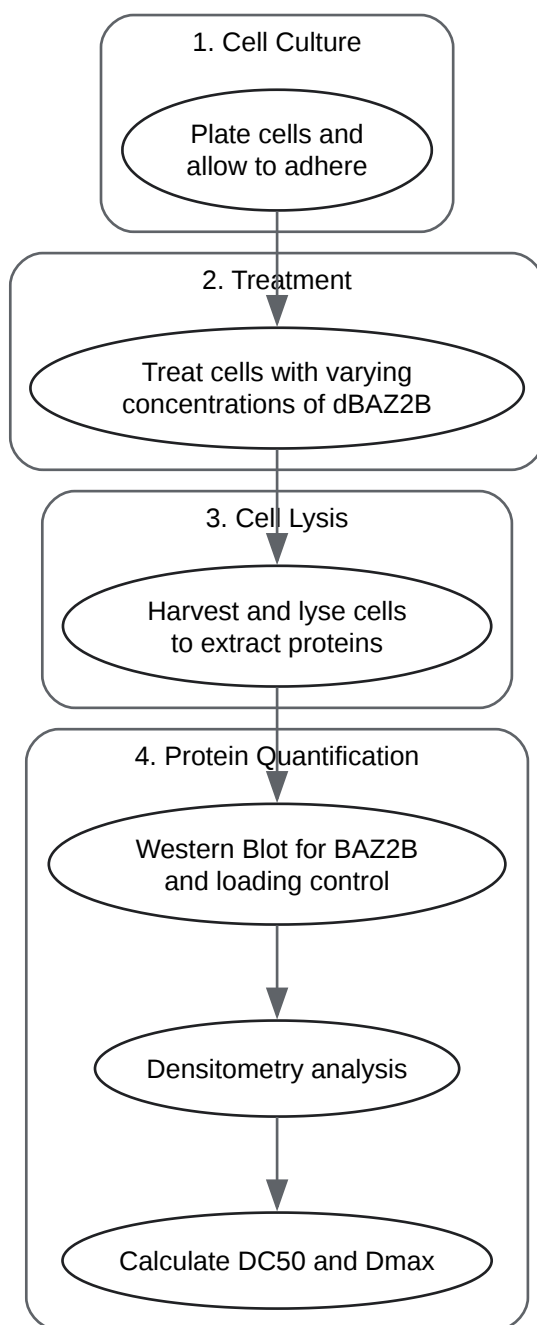 1. Cell Culture
Plate cells and
allow to adhere
2. Treatment
Treat cells with varying
concentrations of dBAZ2B
3. Cell Lysis
Harvest and lyse cells
to extract proteins
4. Protein Quantification
Western Blot for BAZ2B
and loading control
Densitometry analysis
Calculate DC50 and Dmax